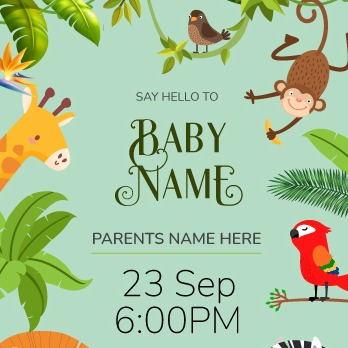 SAY HELLO TO
BABY
NAME
PARENTS NAME HERE
23 Sep
6:00PM